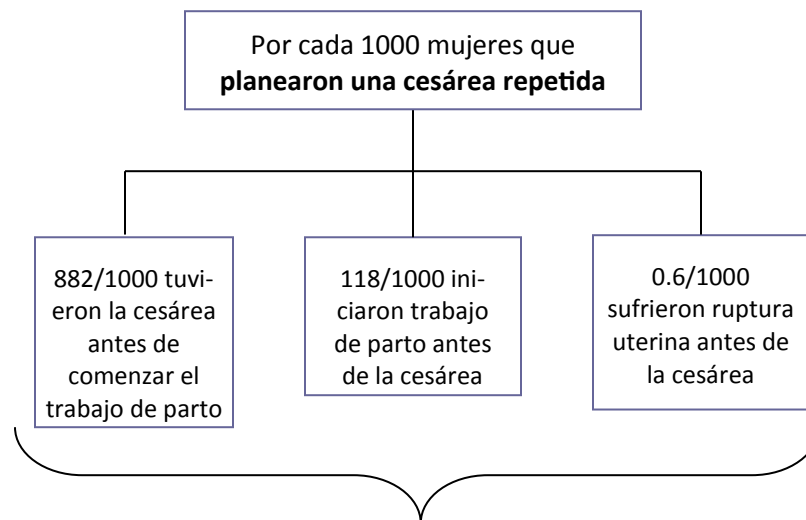 Por cada 1000 mujeres que
planearon una cesárea repetida
882/1000 tuvi-
eron la cesárea
antes de
comenzar el
trabajo de parto
118/1000 ini-
ciaron trabajo
de parto antes
de la cesárea
0.6/1000
sufrieron ruptura
uterina antes de
la cesárea